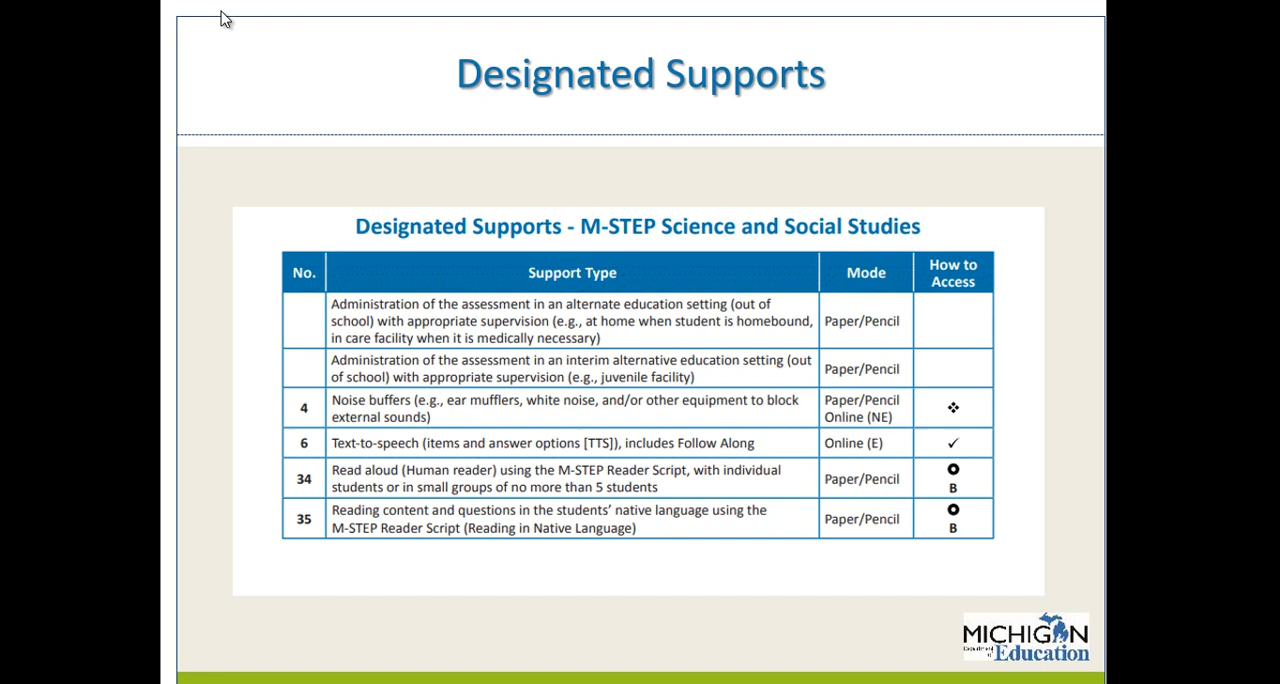 Designated Supports
Designated Supports - M-STEP Science and Social Studies
No.
Support Type
Mode
How to
Access
Administration of the assessment in an alternate education setting (out of
school) with appropriate supervision (e.g., at home when student is homebound,
in care facility when it is medically necessary)
Paper/Pencil
Administration of the assessment in an interim alternative education setting (out
of school) with appropriate supervision (e.g., juvenile facility)
Paper/Pencil
4
Noise buffers (e.g., ear mufflers, white noise, and/or other equipment to block
external sounds)
Paper/Pencil
Online (NE)
❖
6
Text-to-speech (items and answer options [TTS]), includes Follow Along
Online (E)
✓
34
Read aloud (Human reader) using the M-STEP Reader Script, with individual
students or in small groups of no more than 5 students
Paper/Pencil
B
35
Reading content and questions in the students' native language using the
M-STEP Reader Script (Reading in Native Language)
Paper/Pencil
B
MICHIGAN
Department
of Education